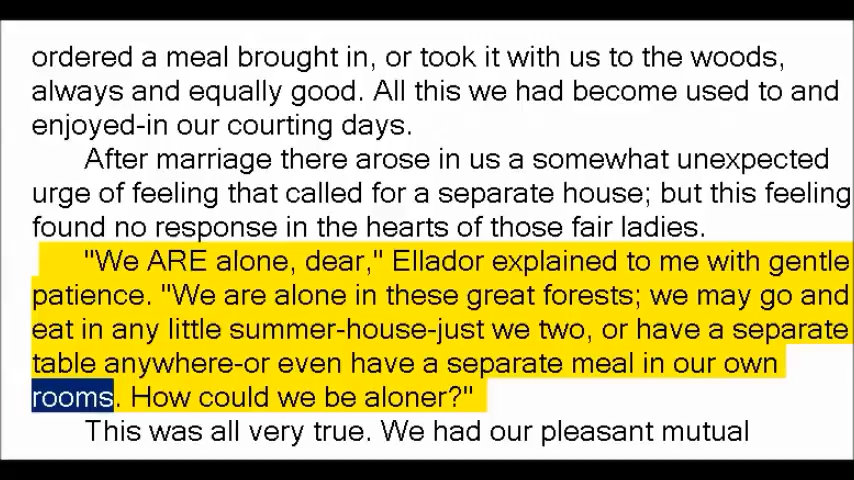 ordered a meal brought in, or took it with us to the woods,
always and equally good. All this we had become used to and
enjoyed-in our courting days.
After marriage there arose in us a somewhat unexpected
urge of feeling that called for a separate house; but this feeling
found no response in the hearts of those fair ladies.
"We ARE alone, dear," Ellador explained to me with gentle
patience. "We are alone in these great forests; we may go and
eat in any little summer-house-just we two, or have a separate
table anywhere-or even have a separate meal in our own
rooms. How could we be aloner?"
This was all very true. We had our pleasant mutual